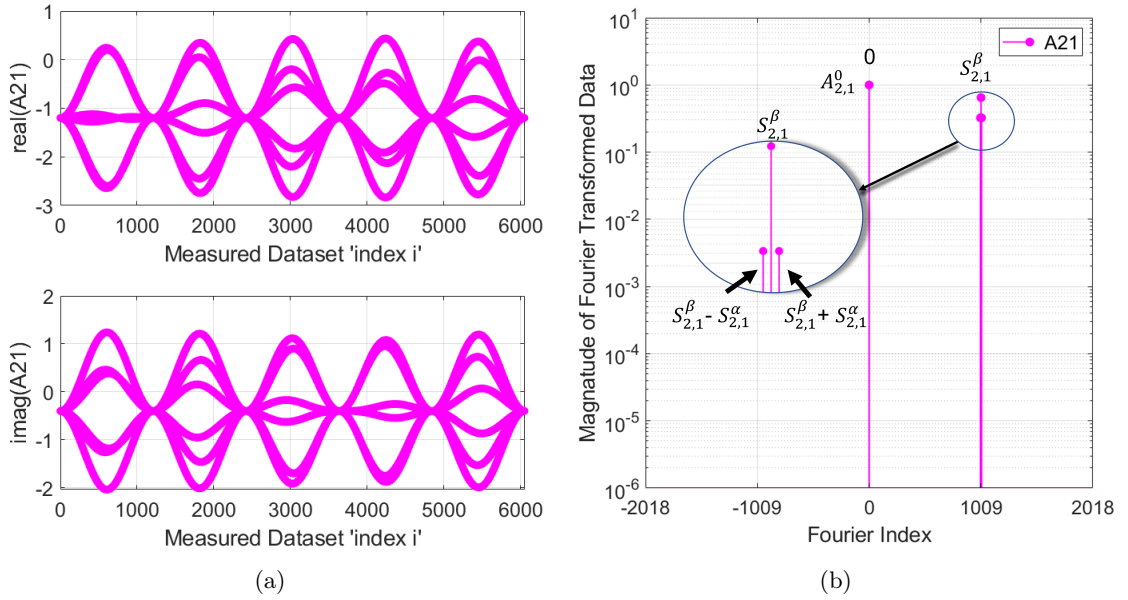 1
0
-1
-2
-3
real(A21)
0 1000 2000 3000 4000 5000 6000
Measured Dataset 'index i'
2
1
0
-1
-2
imag(A21)
0 1000 2000 3000 4000 5000 6000
Measured Dataset 'index i'
(a)
10^1
10^0
10^-1
10^-2
10^-3
10^-4
10^-5
10^-6
Magnatude of Fourier Transformed Data
A21
0
A^0_{2,1}
S^β_{2,1}
S^β_{2,1}
S^β_{2,1} - S^α_{2,1}
S^β_{2,1} + S^α_{2,1}
-2018 -1009 0 1009 2018
Fourier Index
(b)